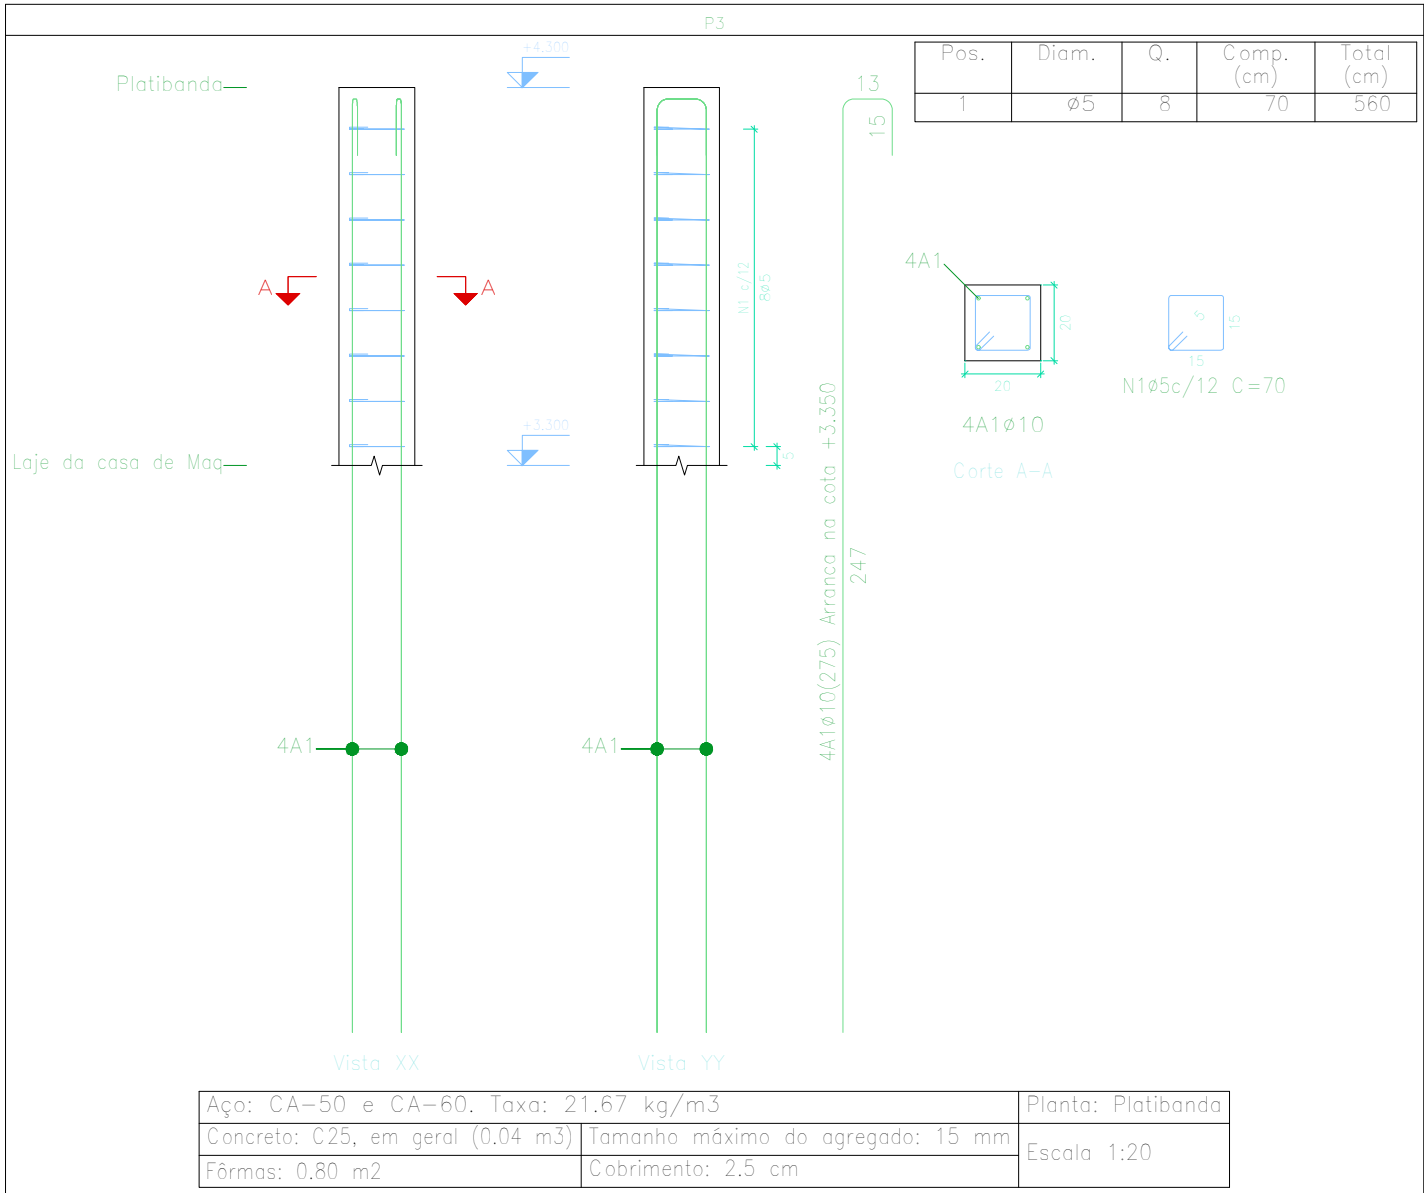 P3
+4.300
Platibanda
Pos. Diam. Q. Comp. (cm) Total (cm)
1 ø5 8 70 560
13
15
A A
N1 c/12
8ø5
4A1
20
20
4A1ø10
Corte A-A
5
15
15
N1ø5c/12 C=70
+3.300
Laje da casa de Maq
5
4A1ø10(275) Arranca na cota +3.350
247
4A1
4A1
Vista XX
Vista YY
Aço: CA-50 e CA-60. Taxa: 21.67 kg/m3
Planta: Platibanda
Concreto: C25, em geral (0.04 m3)
Tamanho máximo do agregado: 15 mm
Escala 1:20
Fôrmas: 0.80 m2
Cobrimento: 2.5 cm